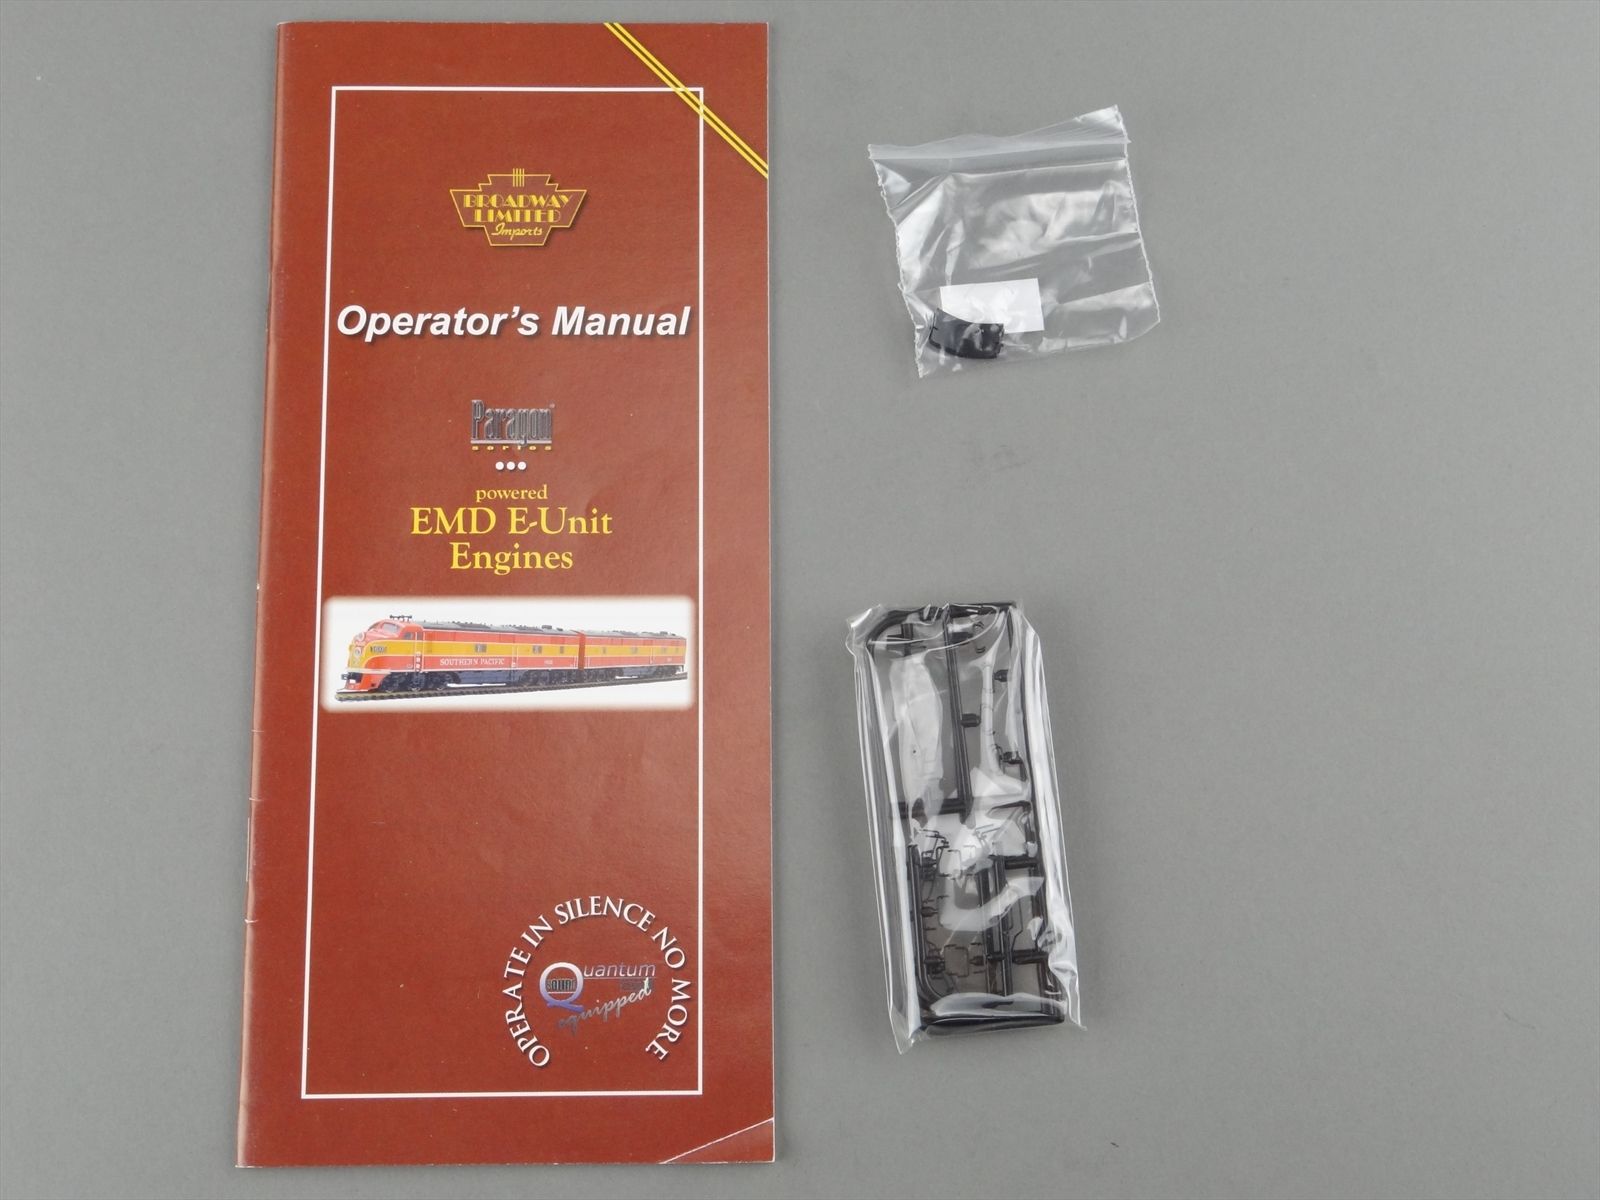 BROADWAY
LIMITED
Imports
Operator's Manual
Paragon
series
powered
EMD E-Unit
Engines
SOUTHERN PACIFIC
OPERATE IN SILENCE NO MORE
Quantum
equipped